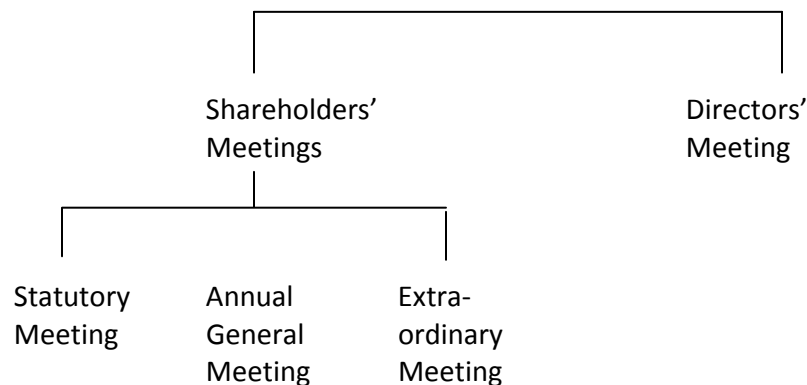 Shareholders’
Meetings
Directors’
Meeting
Statutory
Meeting
Annual
General
Meeting
Extra-
ordinary
Meeting